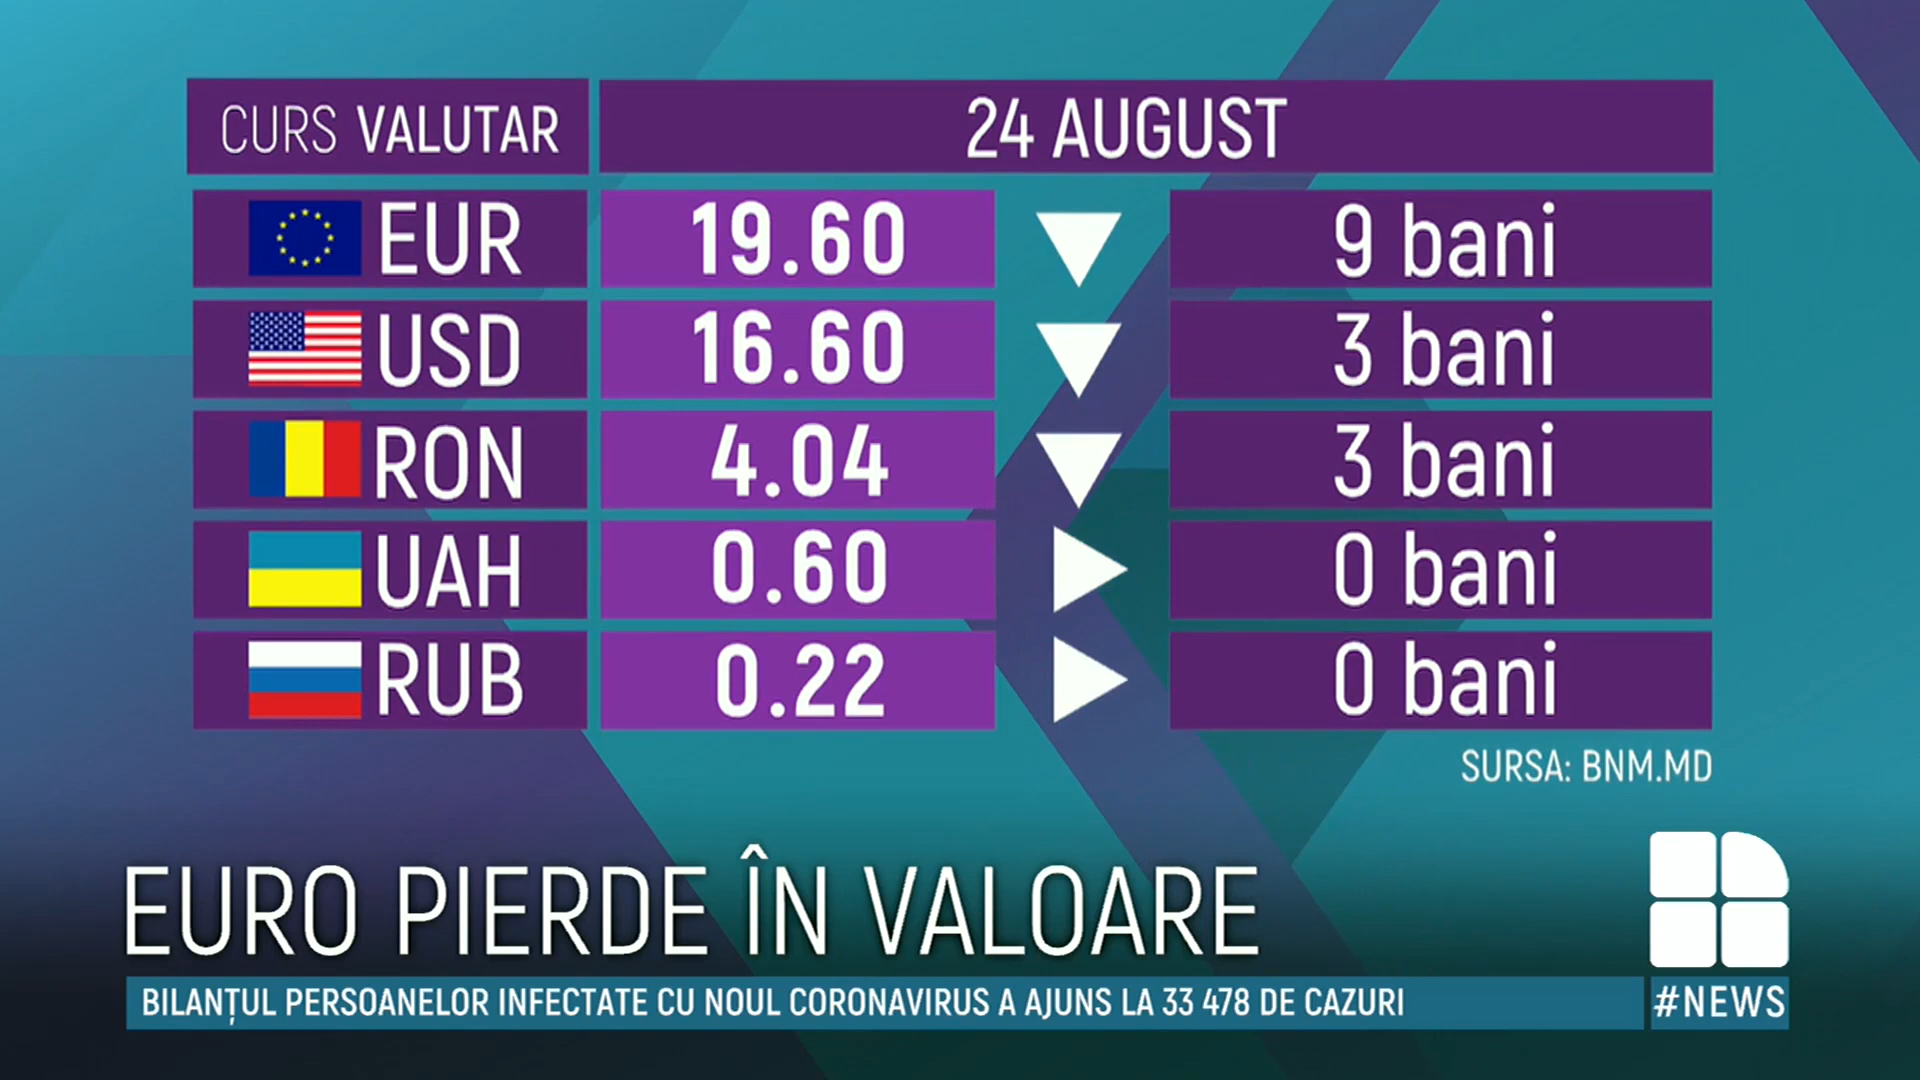 CURS VALUTAR 24 AUGUST
EUR 19.60 9 bani
USD 16.60 3 bani
RON 4.04 3 bani
UAH 0.60 0 bani
RUB 0.22 0 bani
SURSA: BNM.MD
EURO PIERDE ÎN VALOARE
BILANȚUL PERSOANELOR INFECTATE CU NOUL CORONAVIRUS A AJUNS LA 33 478 DE CAZURI
#NEWS